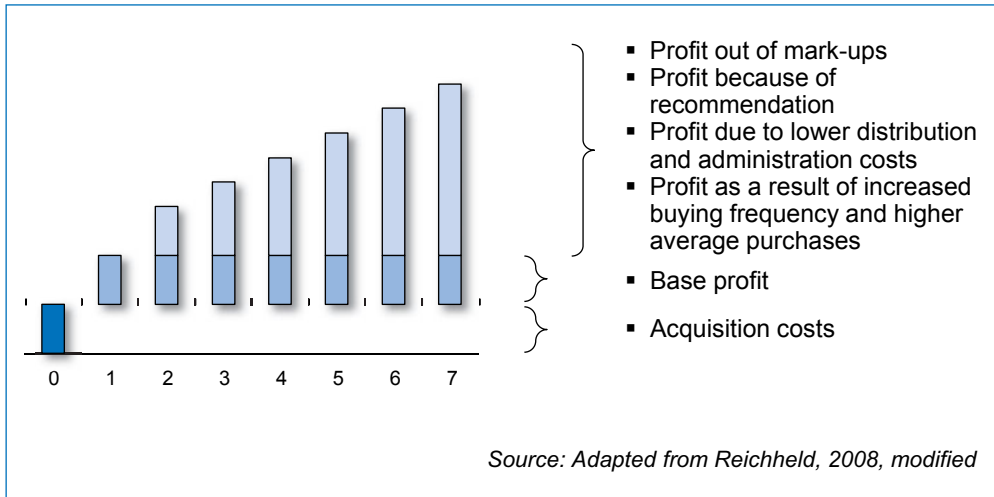 ▪ Profit out of mark-ups
▪ Profit because of
recommendation
▪ Profit due to lower distribution
and administration costs
▪ Profit as a result of increased
buying frequency and higher
average purchases
▪ Base profit
▪ Acquisition costs
0 1 2 3 4 5 6 7
Source: Adapted from Reichheld, 2008, modified